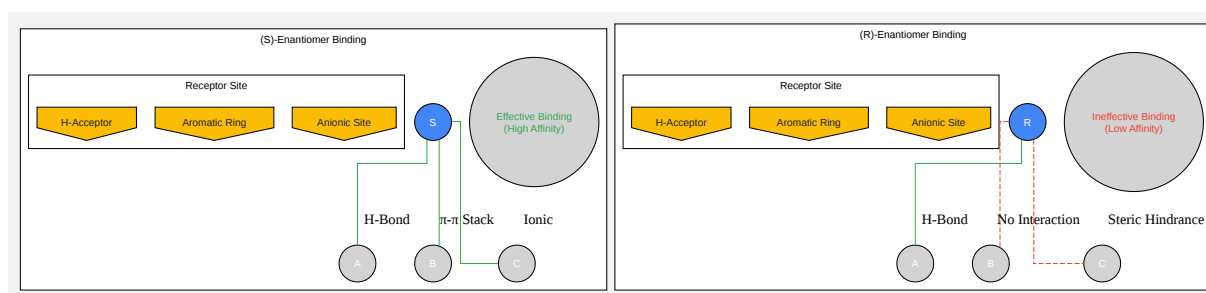 (S)-Enantiomer Binding
Receptor Site
H-Acceptor
Aromatic Ring
Anionic Site
S
Effective Binding
(High Affinity)
H-Bond
π-π Stack
Ionic
A
B
C
(R)-Enantiomer Binding
Receptor Site
H-Acceptor
Aromatic Ring
Anionic Site
R
Ineffective Binding
(Low Affinity)
H-Bond
No Interaction
Steric Hindrance
A
B
C